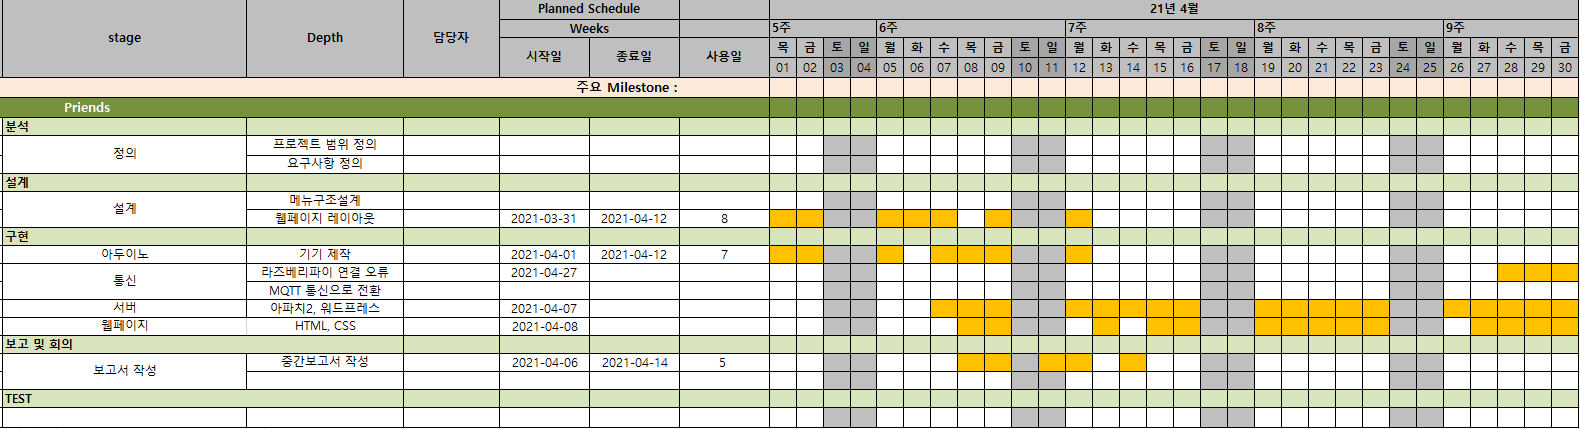 Planned Schedule 21년 4월
stage Depth 담당자 Weeks 5주 6주 7주 8주 9주
시작일 종료일 사용일 목 금 토 일 월 화 수 목 금 토 일 월 화 수 목 금 토 일 월 화 수 목 금 토 일 월 화 수 목 금
01 02 03 04 05 06 07 08 09 10 11 12 13 14 15 16 17 18 19 20 21 22 23 24 25 26 27 28 29 30
주요 Milestone :
Priends
분석
정의 프로젝트 범위 정의
요구사항 정의
설계
설계 메뉴구조설계
웹페이지 레이아웃 2021-03-31 2021-04-12 8
구현
아두이노 기기 제작 2021-04-01 2021-04-12 7
통신 라즈베리파이 연결 오류 2021-04-27
MQTT 통신으로 전환
서버 아파치2, 워드프레스 2021-04-07
웹페이지 HTML, CSS 2021-04-08
보고 및 회의
보고서 작성 중간보고서 작성 2021-04-06 2021-04-14 5
TEST